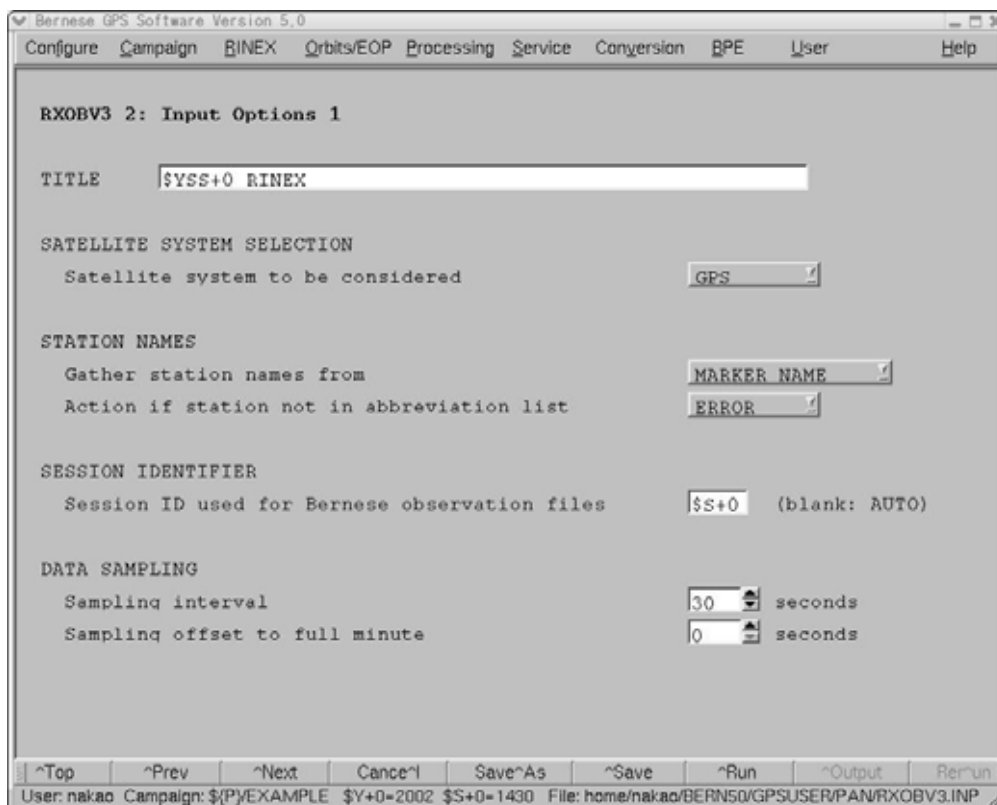 Bernese GPS Software Version 5.0
Configure Campaign RINEX Orbits/EOP Processing Service Conversion BPE User Help
RXOBV3 2: Input Options 1
TITLE $YSS+0 RINEX
SATELLITE SYSTEM SELECTION
Satellite system to be considered GPS
STATION NAMES
Gather station names from MARKER NAME
Action if station not in abbreviation list ERROR
SESSION IDENTIFIER
Session ID used for Bernese observation files $S+0 (blank: AUTO)
DATA SAMPLING
Sampling interval 30 seconds
Sampling offset to full minute 0 seconds
^Top ^Prev ^Next Cance^l Save^As ^Save ^Run ^Output Rer^un
User: nakao Campaign: ${P}/EXAMPLE $Y+0=2002 $S+0=1430 File: home/nakao/BERN50/GPSUSER/PAN/RXOBV3.INP